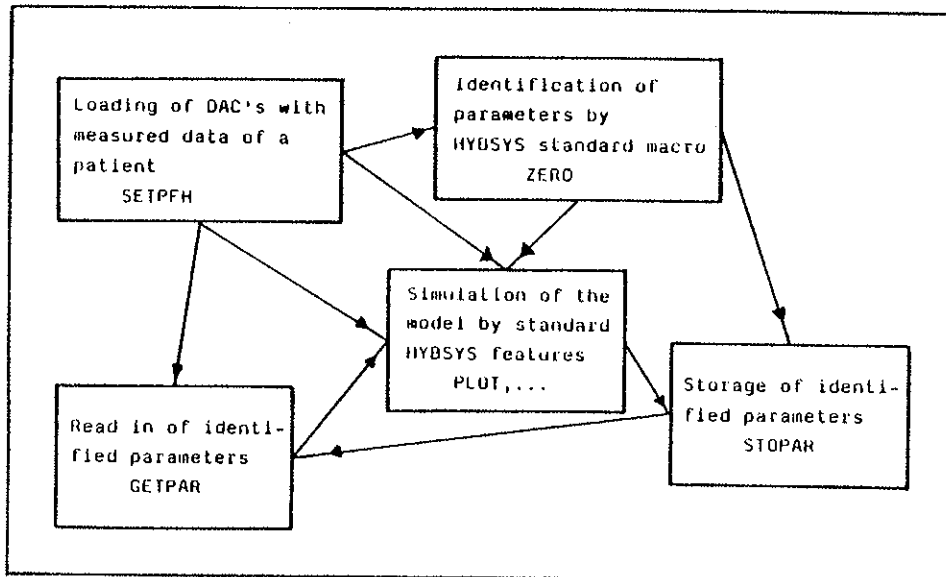 Loading of DAC's with
measured data of a
patient
SETPFH
Identification of
parameters by
HYBSYS standard macro
ZERO
Simulation of the
model by standard
HYBSYS features
PLOT,...
Storage of identi-
fied parameters
STOPAR
Read in of identi-
fied parameters
GETPAR